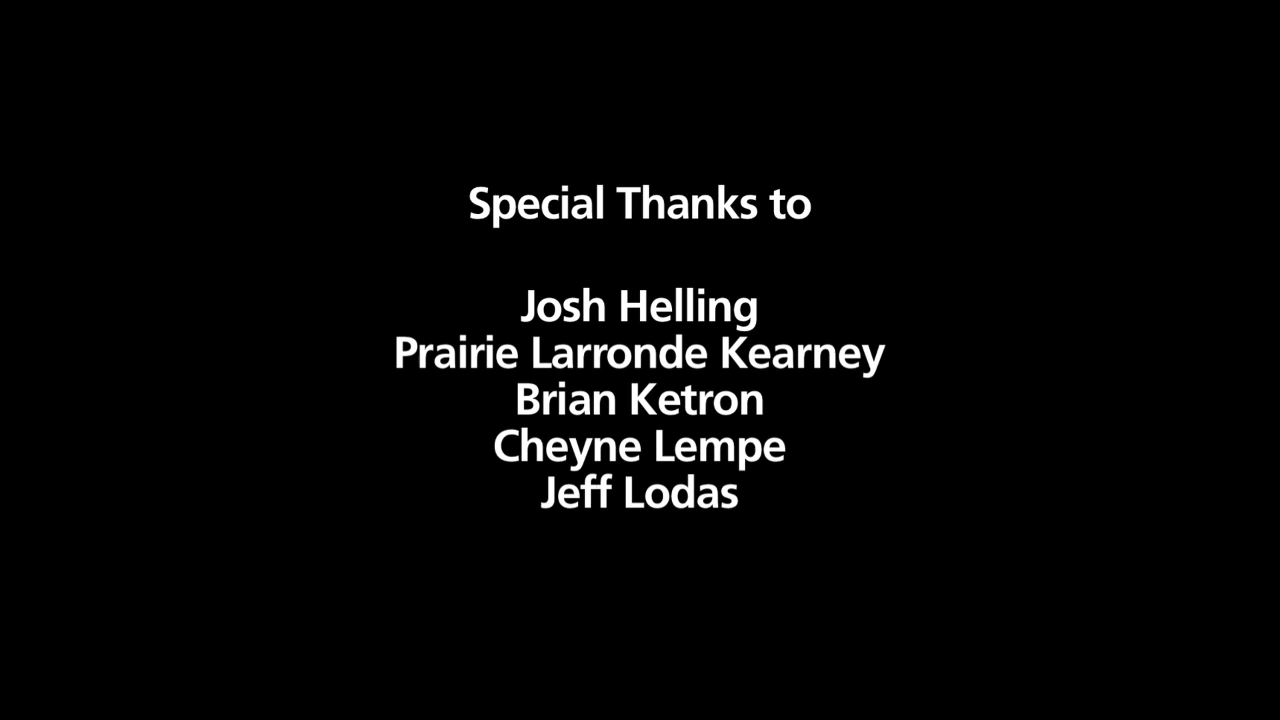 Special Thanks to
Josh Helling
Prairie Larronde Kearney
Brian Ketron
Cheyne Lempe
Jeff Lodas